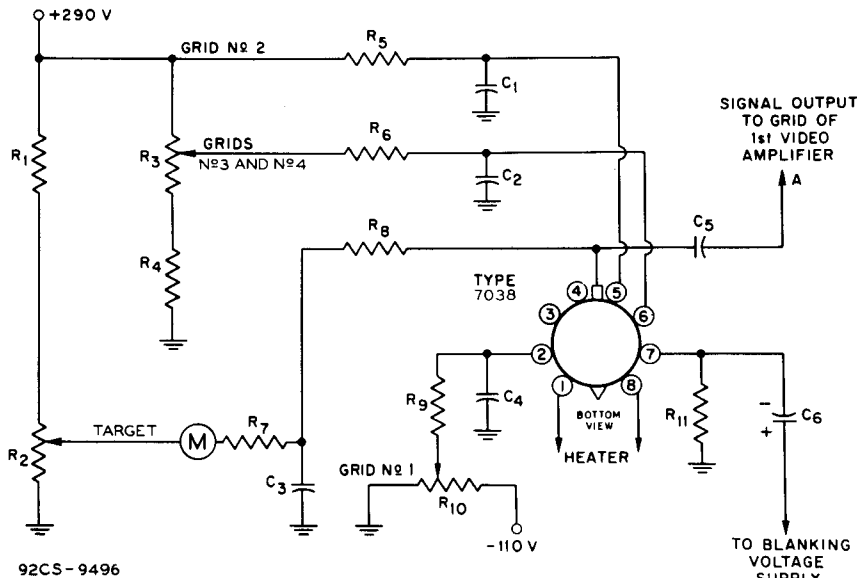 +290 V
GRID № 2
R5
C1
R1
R3
GRIDS
№3 AND №4
R6
C2
SIGNAL OUTPUT
TO GRID OF
1st VIDEO
AMPLIFIER
A
R4
R8
C5
TYPE
7038
4
5
3
6
2
7
1
8
BOTTOM
VIEW
HEATER
R9
C4
R11
C6
−
+
R2
TARGET
M
R7
C3
GRID № 1
R10
-110 V
TO BLANKING
VOLTAGE
SUPPLY
92CS-9496